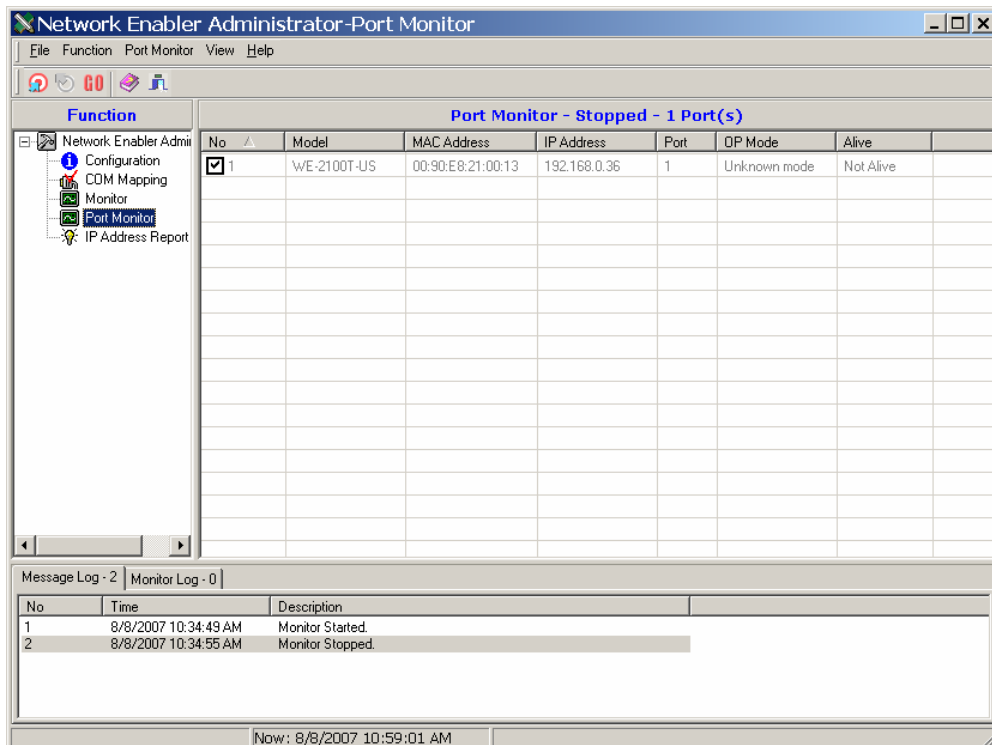 Network Enabler Administrator-Port Monitor
File Function Port Monitor View Help
GO
Function
Port Monitor - Stopped - 1 Port(s)
Network Enabler Admi
Configuration
COM Mapping
Monitor
Port Monitor
IP Address Report
No Model MAC Address IP Address Port OP Mode Alive
1 WE-2100T-US 00:90:E8:21:00:13 192.168.0.36 1 Unknown mode Not Alive
Message Log - 2 Monitor Log - 0
No Time Description
1 8/8/2007 10:34:49 AM Monitor Started.
2 8/8/2007 10:34:55 AM Monitor Stopped.
Now: 8/8/2007 10:59:01 AM